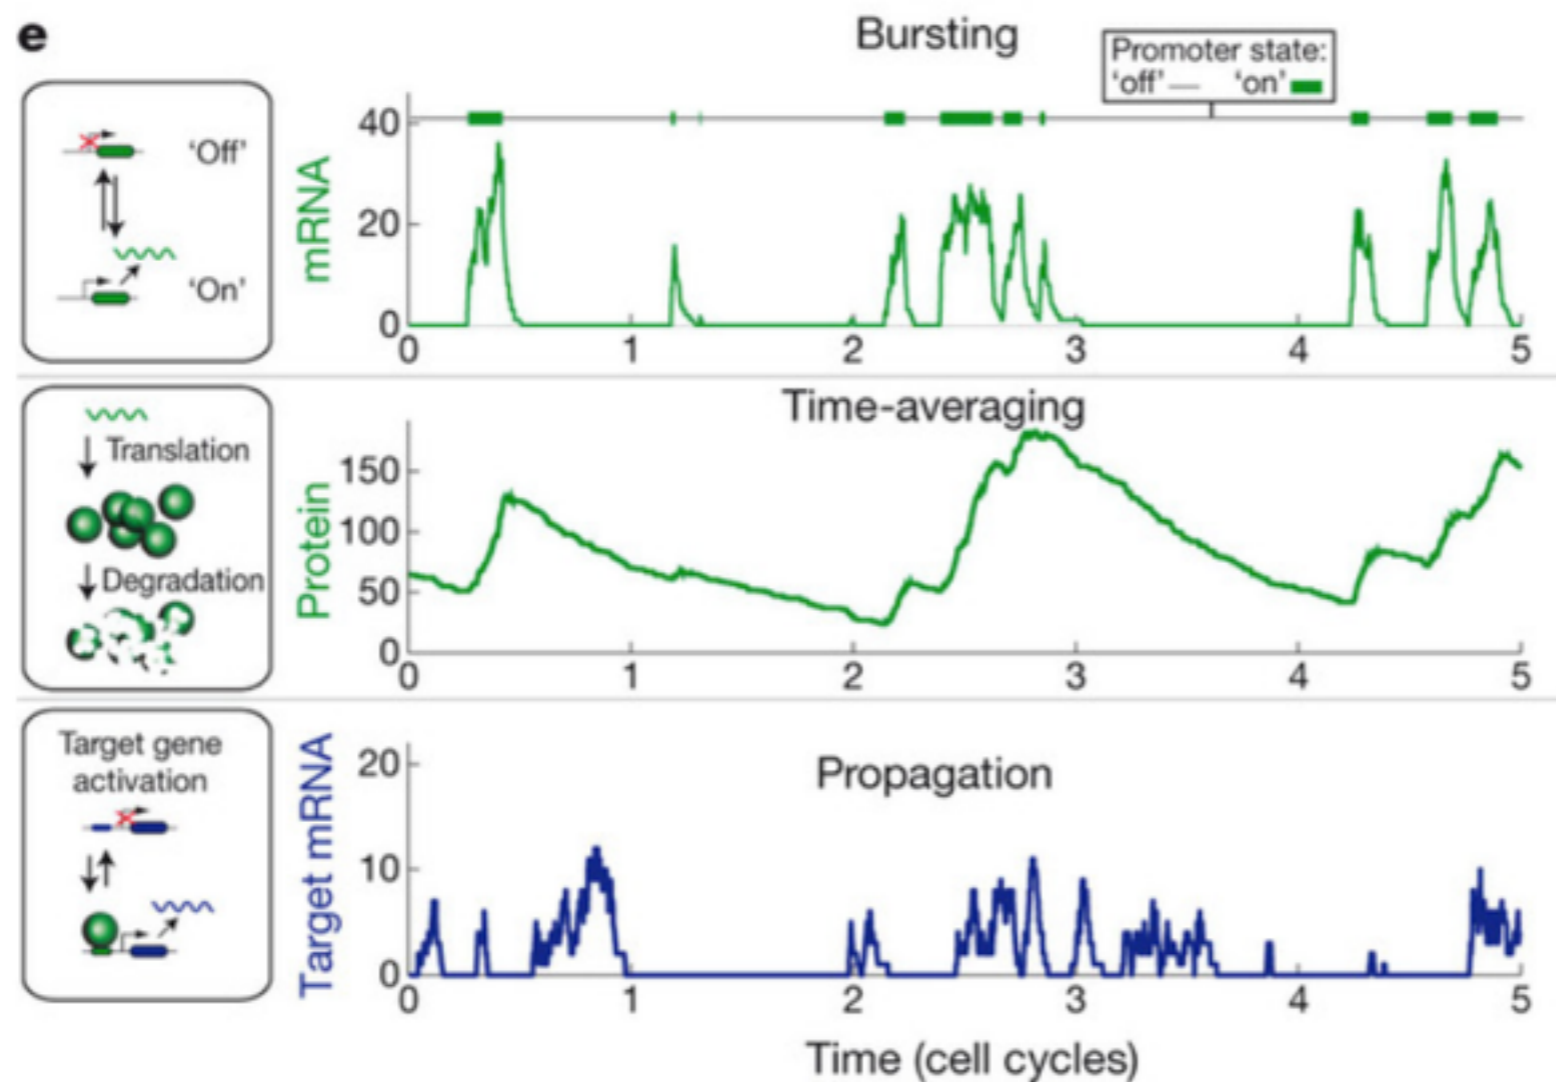 e
Bursting
Promoter state:
'off' — 'on'
'Off'
'On'
mRNA
40
20
0
0 1 2 3 4 5
Time-averaging
Translation
Degradation
Protein
150
100
50
0
0 1 2 3 4 5
Target gene
activation
Propagation
Target mRNA
20
10
0
0 1 2 3 4 5
Time (cell cycles)